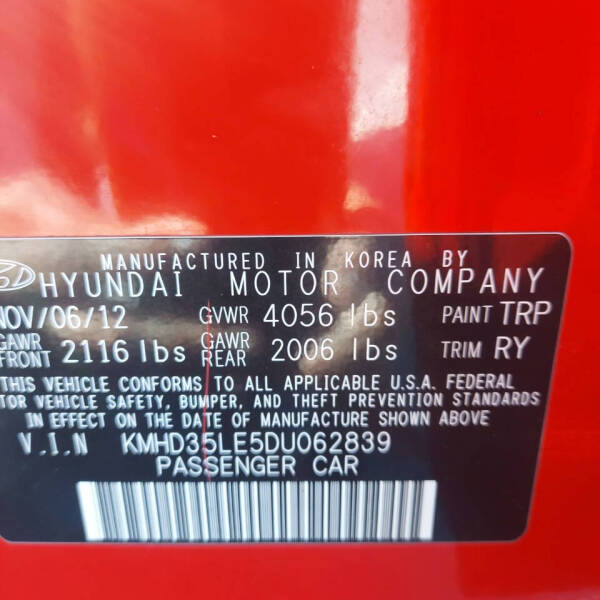 MANUFACTURED IN KOREA BY
HYUNDAI MOTOR COMPANY
NOV/06/12 GVWR 4056 lbs PAINT TRP
GAWR FRONT 2116 lbs GAWR REAR 2006 lbs TRIM RY
THIS VEHICLE CONFORMS TO ALL APPLICABLE U.S.A. FEDERAL
TOR VEHICLE SAFETY, BUMPER, AND THEFT PREVENTION STANDARDS
IN EFFECT ON THE DATE OF MANUFACTURE SHOWN ABOVE
V.I.N KMHD35LE5DU062839
PASSENGER CAR